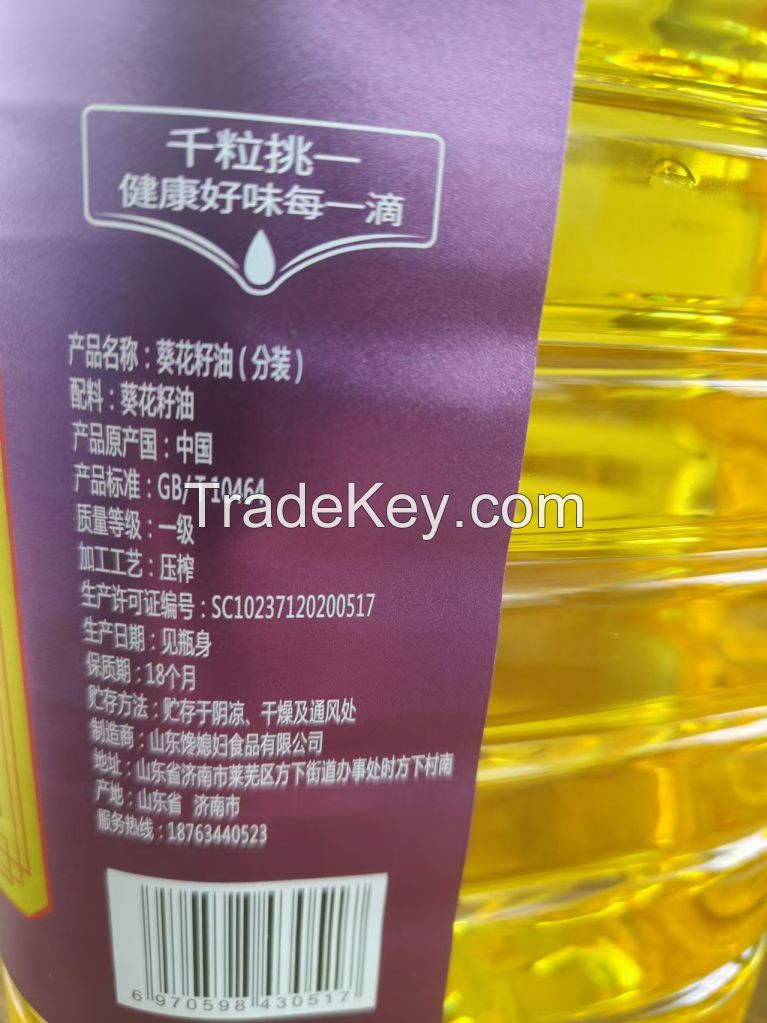 千粒挑一
健康好味每一滴
产品名称：葵花籽油（分装）
配料：葵花籽油
产品原产国：中国
产品标准：GB/T10464
TradeKey.com
质量等级：一级
加工工艺：压榨
生产许可证编号：SC10237120200517
生产日期：见瓶身
保质期：18个月
贮存方法：贮存于阴凉、干燥及通风处
制造商：山东馋媳妇食品有限公司
地址：山东省济南市莱芜区方下街道办事处时方下村南
产地：山东省 济南市
服务热线：18763440523
6 970598 430517